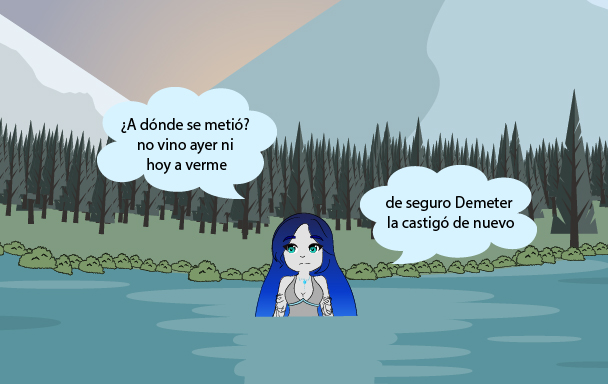 ¿A dónde se metió?
no vino ayer ni
hoy a verme
de seguro Demeter
la castigó de nuevo